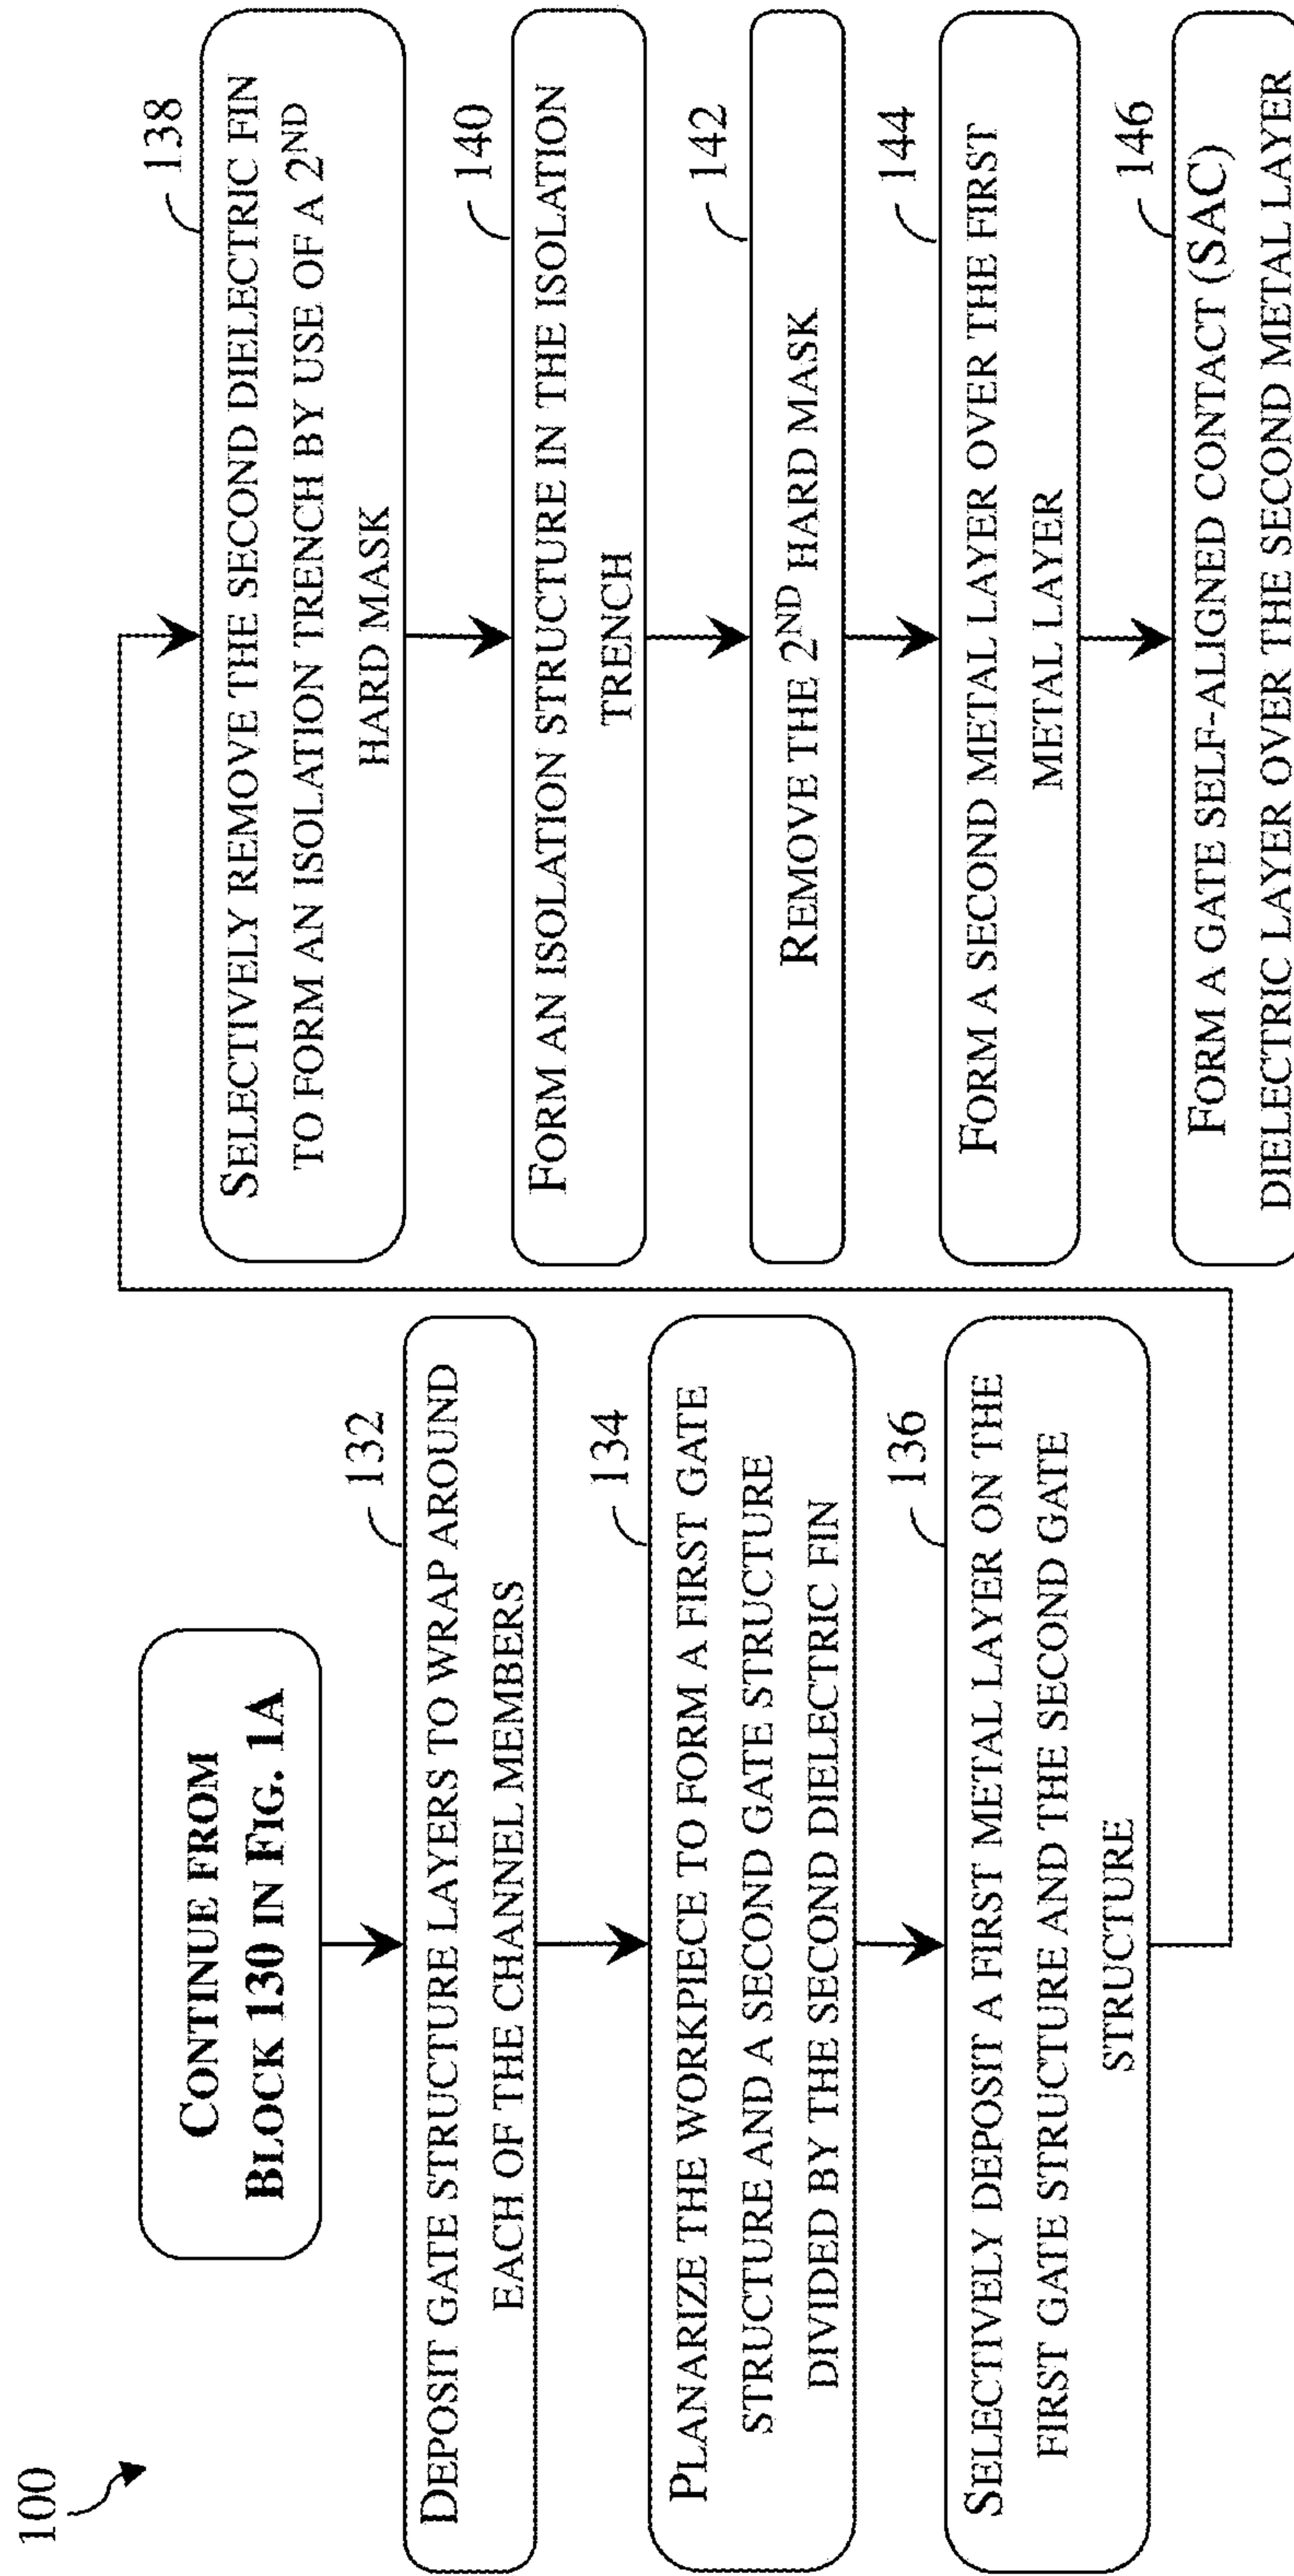 100
CONTINUE FROM
BLOCK 130 IN FIG. 1A
132
DEPOSIT GATE STRUCTURE LAYERS TO WRAP AROUND
EACH OF THE CHANNEL MEMBERS
134
PLANARIZE THE WORKPIECE TO FORM A FIRST GATE
STRUCTURE AND A SECOND GATE STRUCTURE
DIVIDED BY THE SECOND DIELECTRIC FIN
136
SELECTIVELY DEPOSIT A FIRST METAL LAYER ON THE
FIRST GATE STRUCTURE AND THE SECOND GATE
STRUCTURE
138
SELECTIVELY REMOVE THE SECOND DIELECTRIC FIN
TO FORM AN ISOLATION TRENCH BY USE OF A 2ND
HARD MASK
140
FORM AN ISOLATION STRUCTURE IN THE ISOLATION
TRENCH
142
REMOVE THE 2ND HARD MASK
144
FORM A SECOND METAL LAYER OVER THE FIRST
METAL LAYER
146
FORM A GATE SELF-ALIGNED CONTACT (SAC)
DIELECTRIC LAYER OVER THE SECOND METAL LAYER